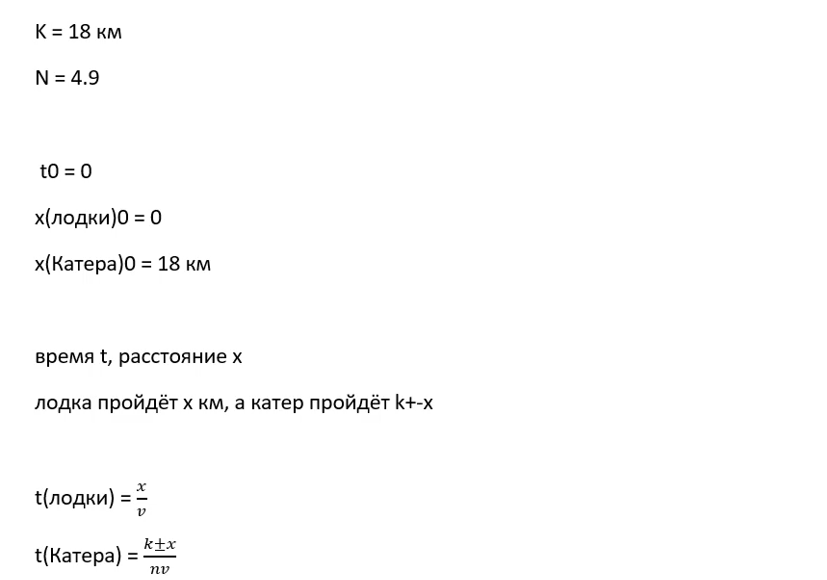 K = 18 км
N = 4.9
t0 = 0
x(лодки)0 = 0
x(Катера)0 = 18 км
время t, расстояние x
лодка пройдёт x км, а катер пройдёт k+-x
t(лодки) = x/v
t(Катера) = k±x/nv